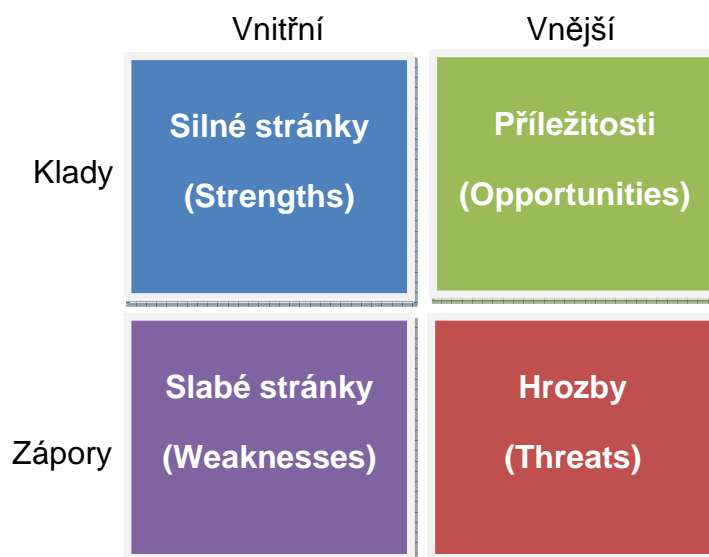 Vnitřní
Vnější
Klady
Silné stránky
(Strengths)
Příležitosti
(Opportunities)
Zápory
Slabé stránky
(Weaknesses)
Hrozby
(Threats)